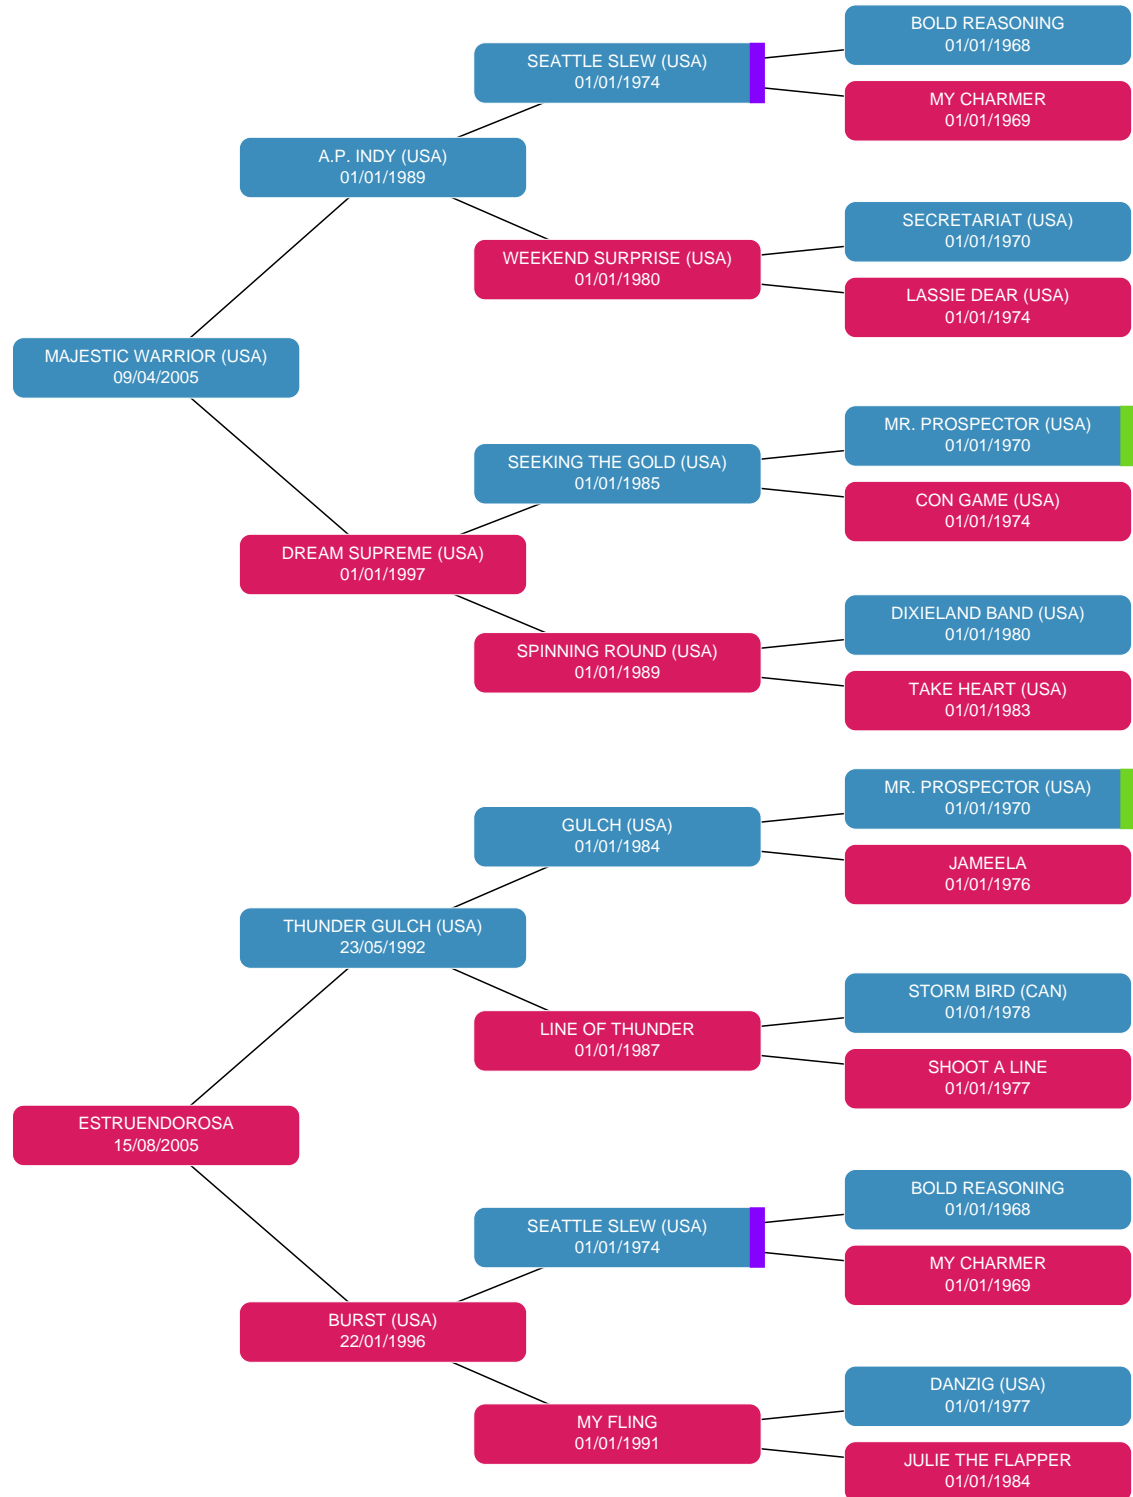 BOLD REASONING
01/01/1968
SEATTLE SLEW (USA)
01/01/1974
MY CHARMER
01/01/1969
A.P. INDY (USA)
01/01/1989
SECRETARIAT (USA)
01/01/1970
WEEKEND SURPRISE (USA)
01/01/1980
LASSIE DEAR (USA)
01/01/1974
MAJESTIC WARRIOR (USA)
09/04/2005
MR. PROSPECTOR (USA)
01/01/1970
SEEKING THE GOLD (USA)
01/01/1985
CON GAME (USA)
01/01/1974
DREAM SUPREME (USA)
01/01/1997
DIXIELAND BAND (USA)
01/01/1980
SPINNING ROUND (USA)
01/01/1989
TAKE HEART (USA)
01/01/1983
MR. PROSPECTOR (USA)
01/01/1970
GULCH (USA)
01/01/1984
JAMEELA
01/01/1976
THUNDER GULCH (USA)
23/05/1992
STORM BIRD (CAN)
01/01/1978
LINE OF THUNDER
01/01/1987
SHOOT A LINE
01/01/1977
ESTRUENDOROSA
15/08/2005
BOLD REASONING
01/01/1968
SEATTLE SLEW (USA)
01/01/1974
MY CHARMER
01/01/1969
BURST (USA)
22/01/1996
DANZIG (USA)
01/01/1977
MY FLING
01/01/1991
JULIE THE FLAPPER
01/01/1984